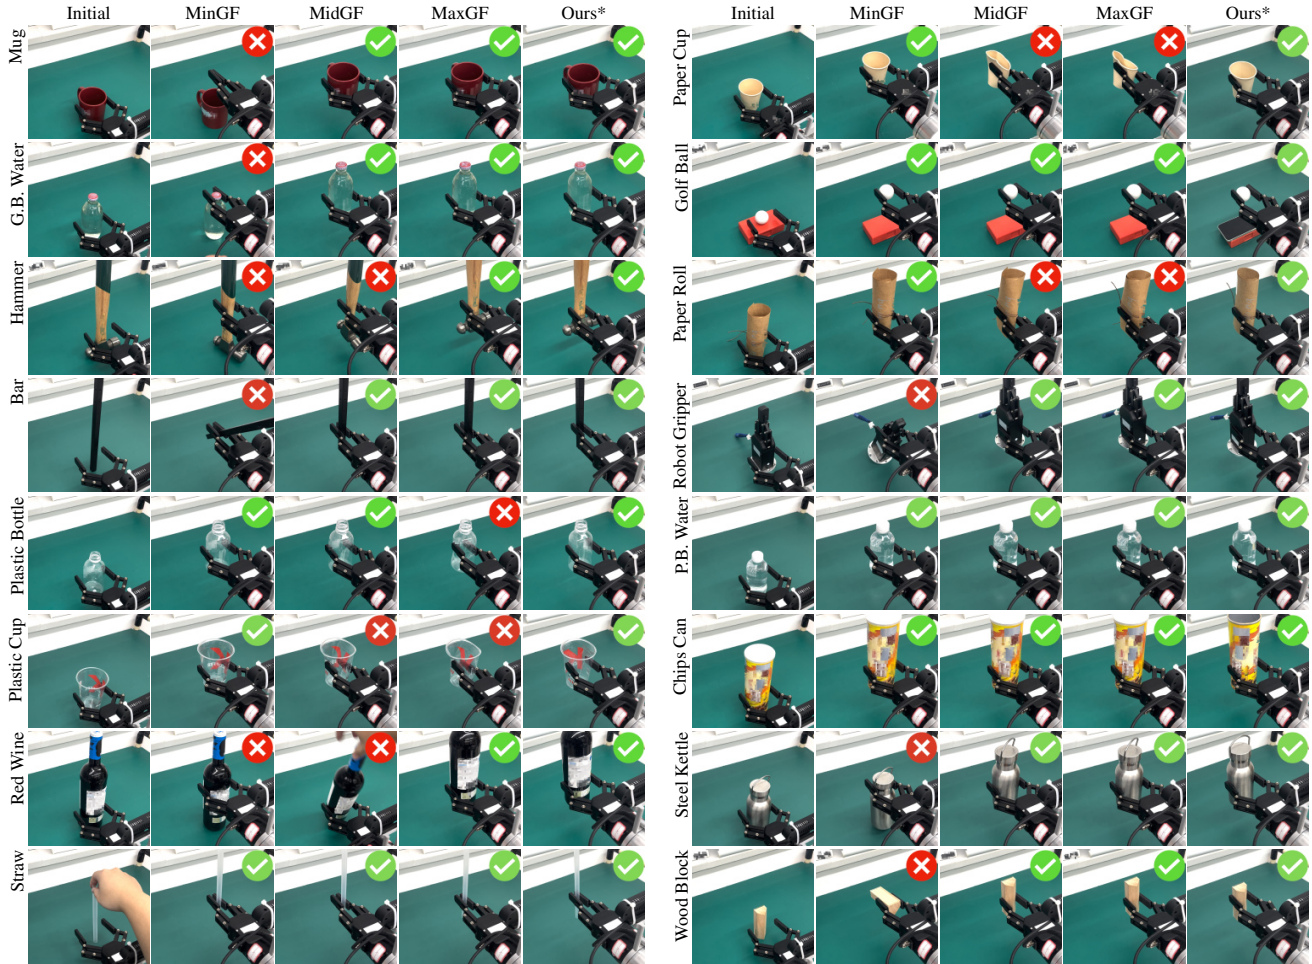 Initial MinGF MidGF MaxGF Ours*
Mug
G.B. Water
Hammer
Bar
Plastic Bottle
Plastic Cup
Red Wine
Straw
Initial MinGF MidGF MaxGF Ours*
Paper Cup
Golf Ball
Paper Roll
Robot Gripper
P.B. Water
Chips Can
Steel Kettle
Wood Block